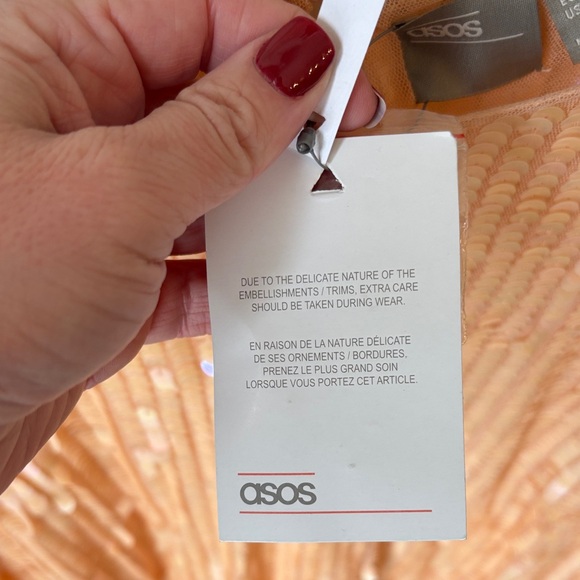 asos
US
DUE TO THE DELICATE NATURE OF THE
EMBELLISHMENTS / TRIMS, EXTRA CARE
SHOULD BE TAKEN DURING WEAR.
EN RAISON DE LA NATURE DÉLICATE
DE SES ORNEMENTS / BORDURES,
PRENEZ LE PLUS GRAND SOIN
LORSQUE VOUS PORTEZ CET ARTICLE.
asos